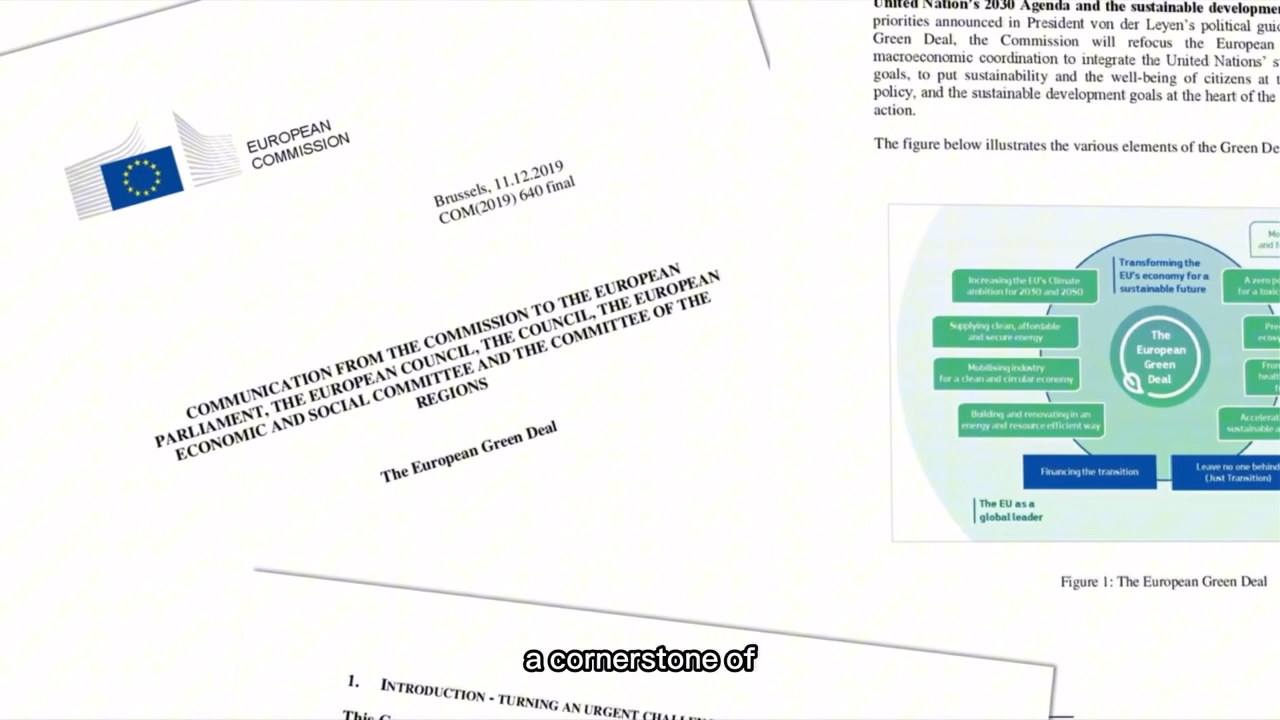 EUROPEAN
COMMISSION
Brussels, 11.12.2019
COM(2019) 640 final
COMMUNICATION FROM THE COMMISSION TO THE EUROPEAN
PARLIAMENT, THE EUROPEAN COUNCIL, THE COUNCIL, THE EUROPEAN
ECONOMIC AND SOCIAL COMMITTEE AND THE COMMITTEE OF THE
REGIONS
The European Green Deal
United Nation's 2030 Agenda and the sustainable
priorities announced in President von der Leyen's political
Green Deal, the Commission will refocus the European
macroeconomic coordination to integrate the United Nations'
goals, to put sustainability and the well-being of citizens at
policy, and the sustainable development goals at the heart of the
action.
The figure below illustrates the various elements of the Green
Transforming the
EU's economy for a
sustainable future
Increasing the EU's Climate
ambition for 2030 and 2050
Supplying clean, affordable
and secure energy
Mobilising industry
for a clean and circular economy
Building and renovating in an
energy and resource efficient way
The
European
Green
Deal
and
A zero
for a
From
sustainable
Financing the transition
Leave no one behind
(Just Transition)
The EU as a
global leader
Figure 1: The European Green Deal
a cornerstone of
1. INTRODUCTION - TURNING AN URGENT
This